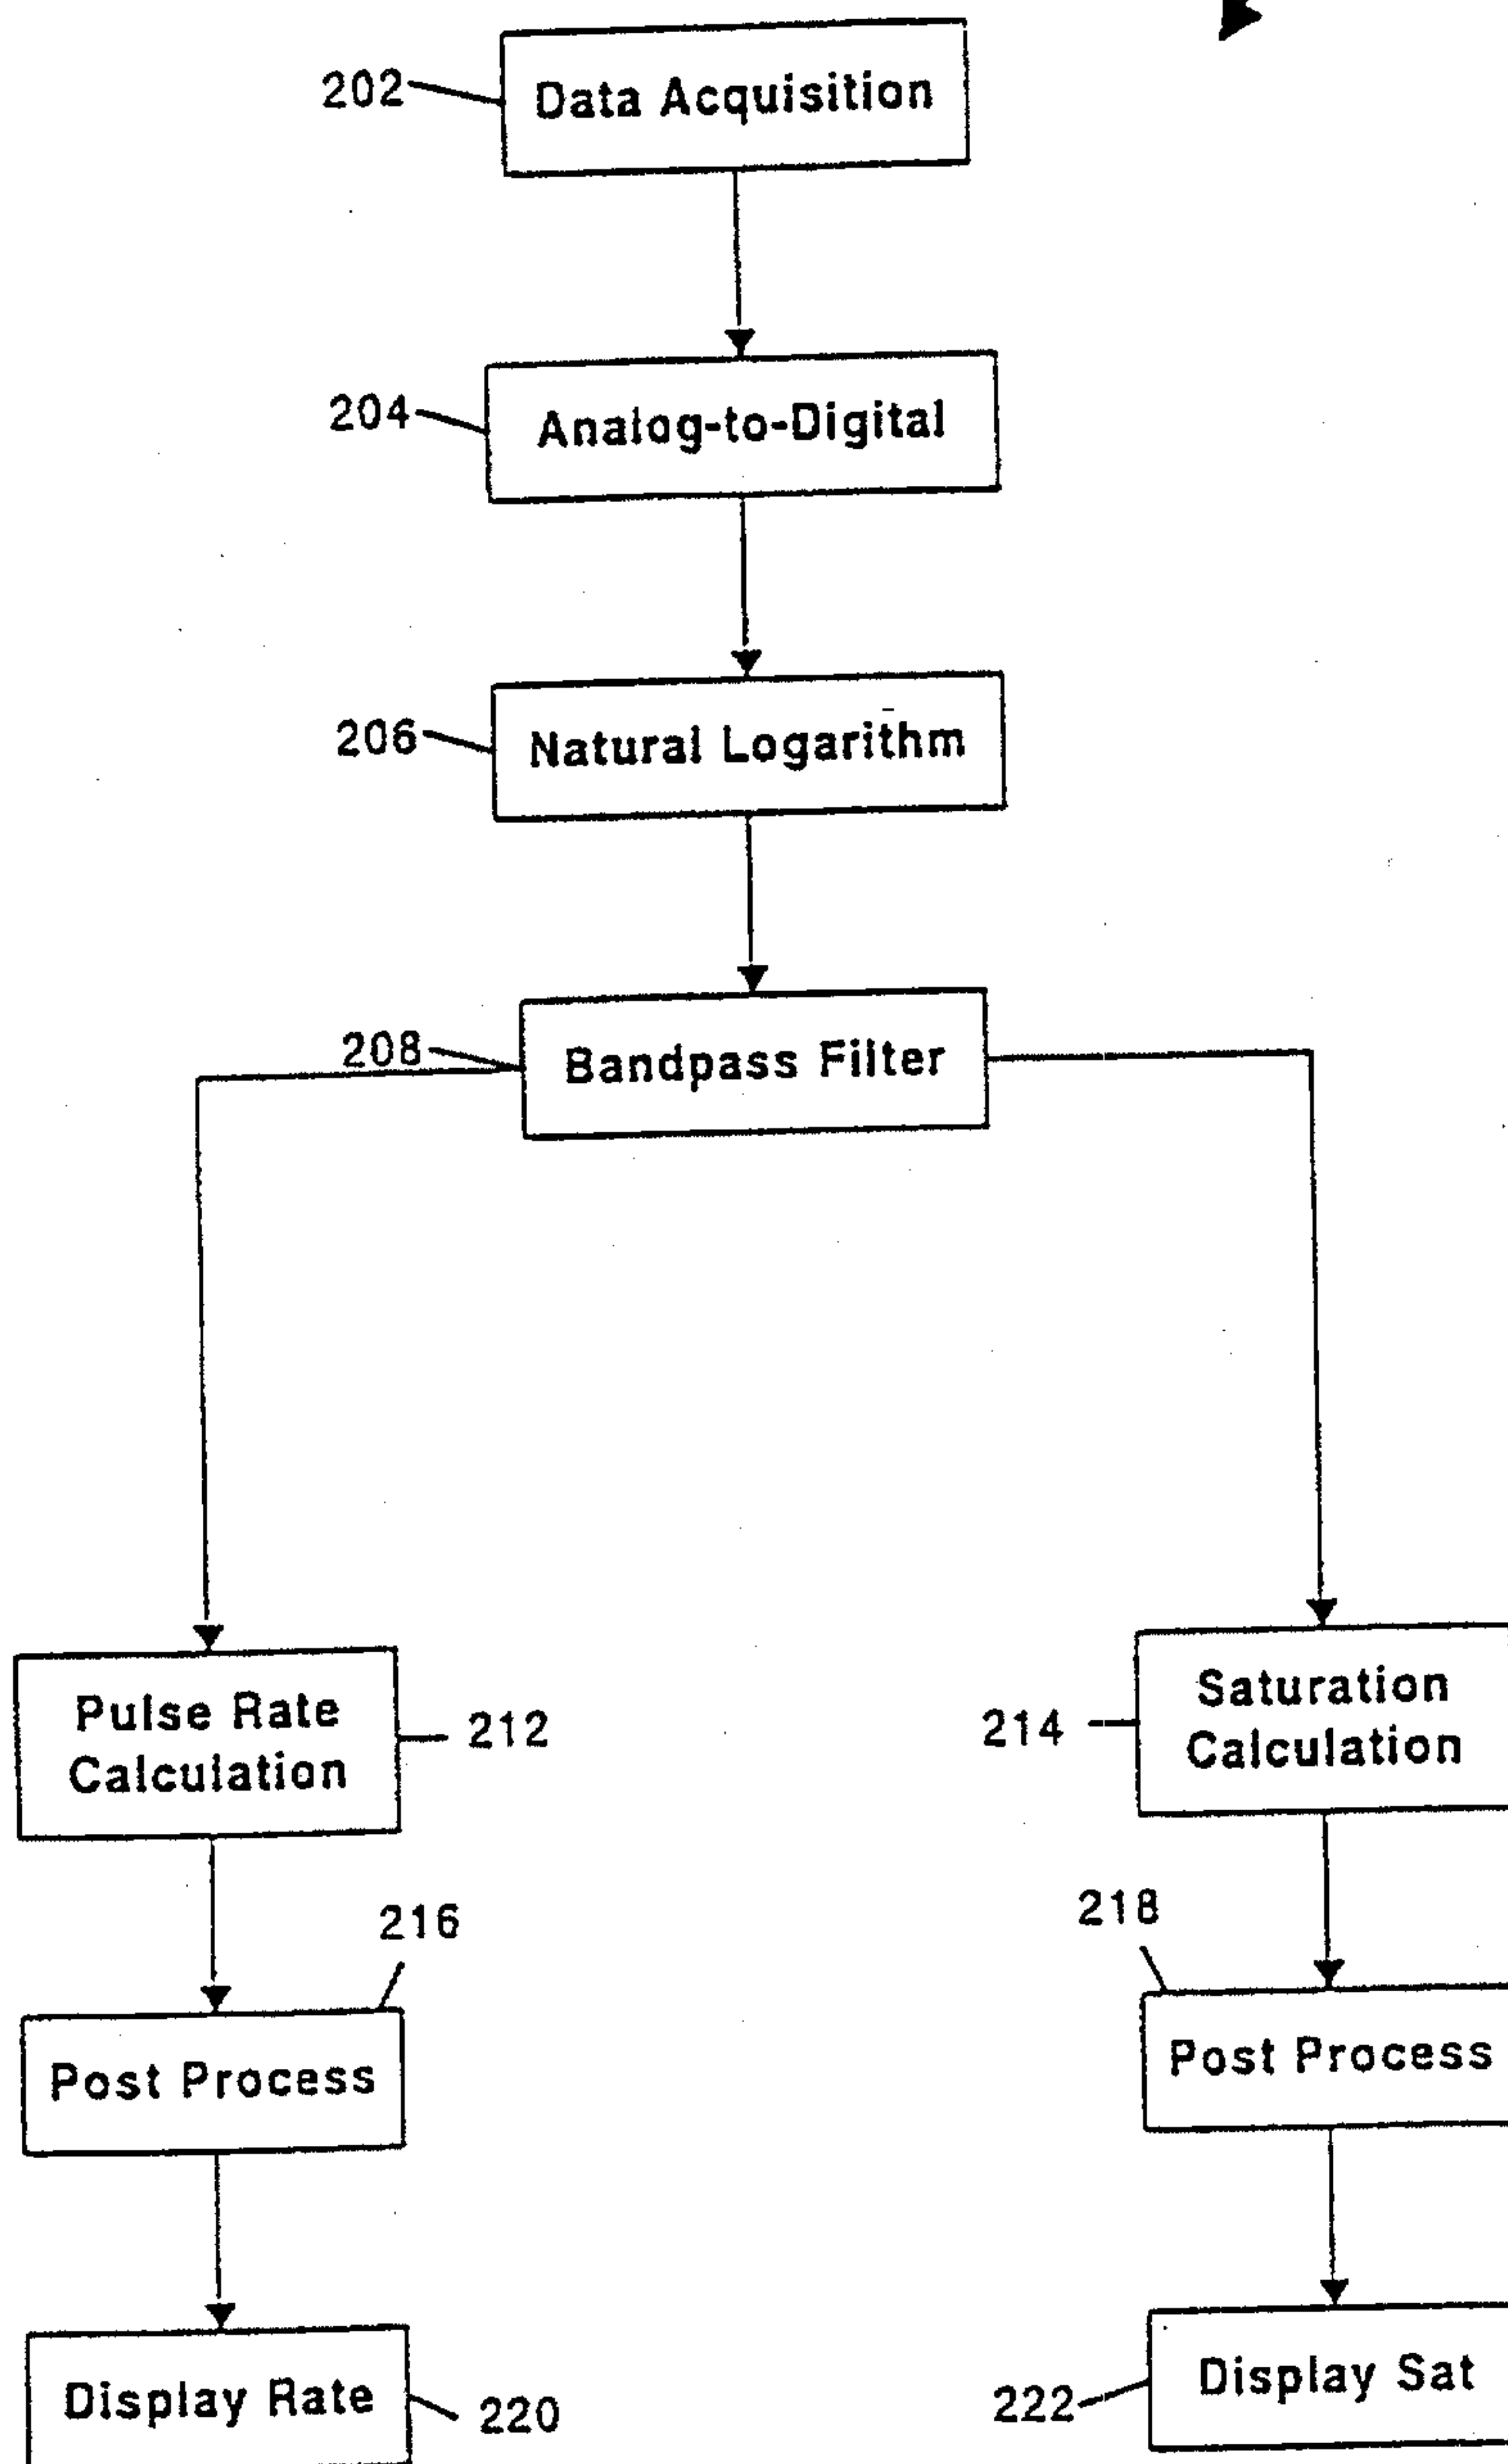 202
Data Acquisition
204
Analog-to-Digital
206
Natural Logarithm
208
Bandpass Filter
Pulse Rate
Calculation
212
214
Saturation
Calculation
216
218
Post Process
Post Process
Display Rate
220
222
Display Sat